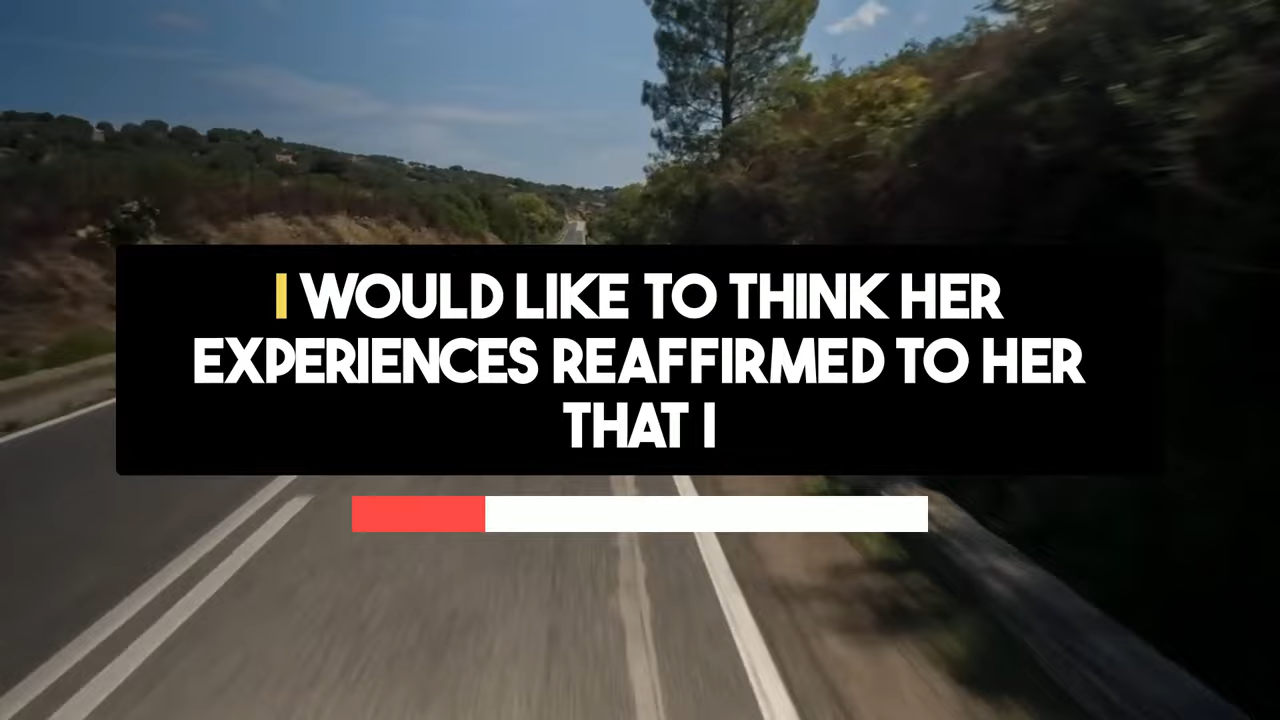 I WOULD LIKE TO THINK HER
EXPERIENCES REAFFIRMED TO HER
THAT I